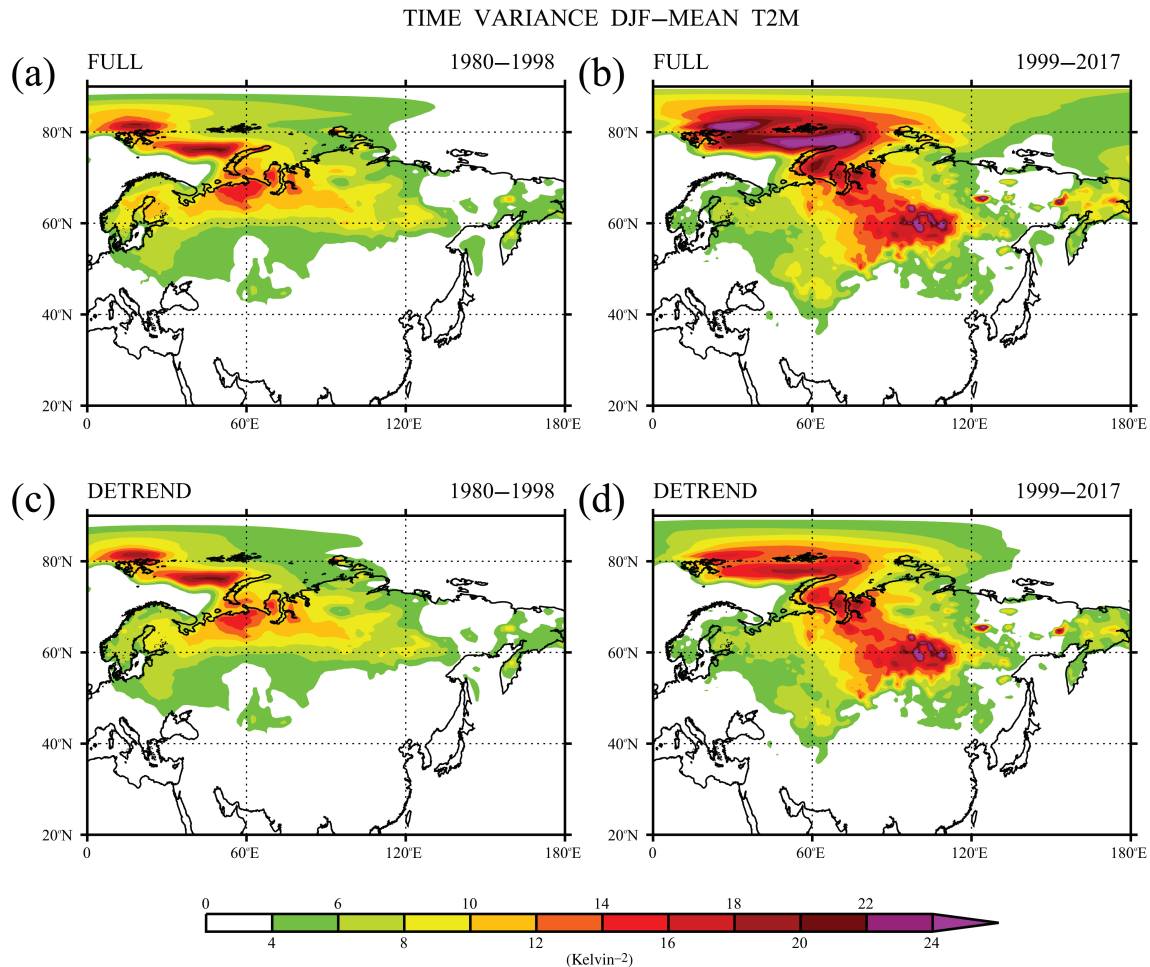 TIME VARIANCE DJF–MEAN T2M
(a) FULL 1980–1998
80°N
60°N
40°N
20°N
0 60°E 120°E 180°E
(b) FULL 1999–2017
80°N
60°N
40°N
20°N
0 60°E 120°E 180°E
(c) DETREND 1980–1998
80°N
60°N
40°N
20°N
0 60°E 120°E 180°E
(d) DETREND 1999–2017
80°N
60°N
40°N
20°N
0 60°E 120°E 180°E
0 6 10 14 18 22
4 8 12 16 20 24
(Kelvin⁻²)